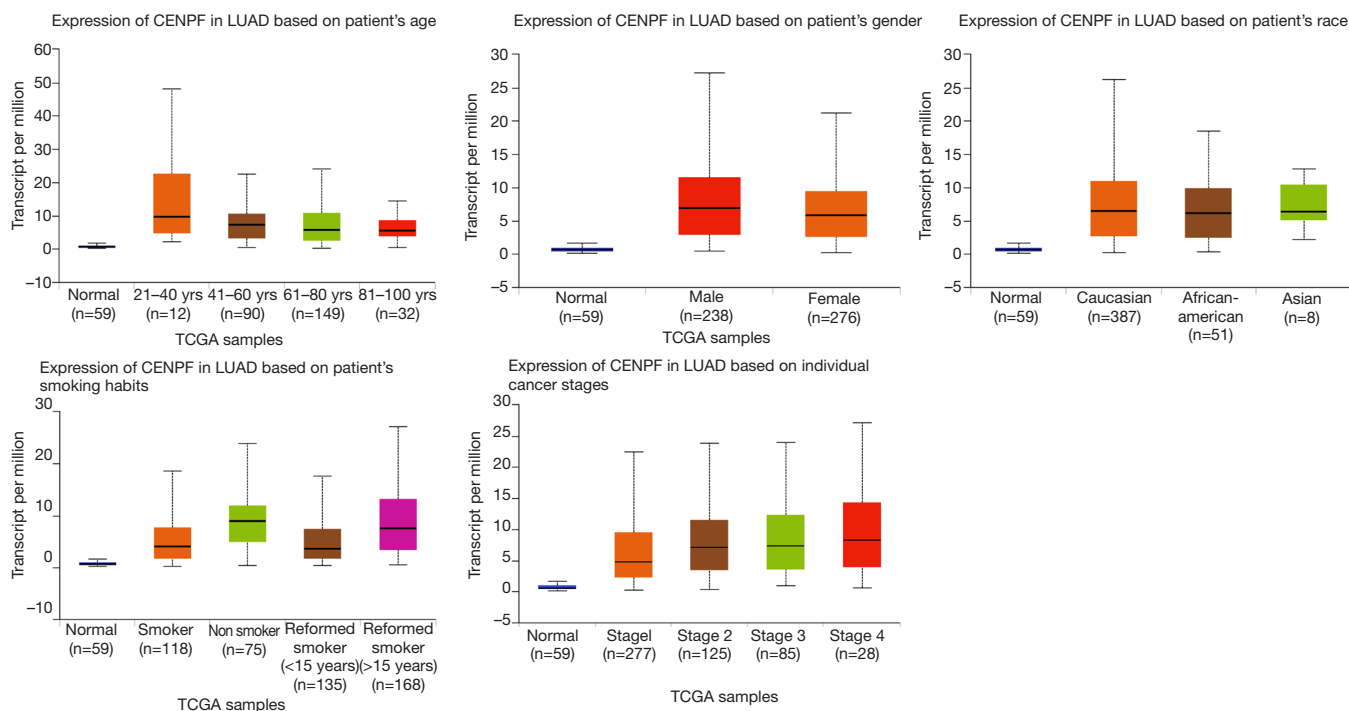 Expression of CENPF in LUAD based on patient's age
Transcript per million
60
50
40
30
20
10
0
−10
Normal
(n=59)
21–40 yrs
(n=12)
41–60 yrs
(n=90)
61–80 yrs
(n=149)
81–100 yrs
(n=32)
TCGA samples
Expression of CENPF in LUAD based on patient's gender
Transcript per million
30
25
20
15
10
5
0
−5
Normal
(n=59)
Male
(n=238)
Female
(n=276)
TCGA samples
Expression of CENPF in LUAD based on patient's race
Transcript per million
30
25
20
15
10
5
0
−5
Normal
(n=59)
Caucasian
(n=387)
African-
american
(n=51)
Asian
(n=8)
Expression of CENPF in LUAD based on patient's
smoking habits
Transcript per million
30
20
10
0
−10
Normal
(n=59)
Smoker
(n=118)
Non smoker
(n=75)
Reformed
smoker
(<15 years)
(n=135)
Reformed
smoker
(>15 years)
(n=168)
TCGA samples
Expression of CENPF in LUAD based on individual
cancer stages
Transcript per million
30
25
20
15
10
5
0
−5
Normal
(n=59)
StageI
(n=277)
Stage 2
(n=125)
Stage 3
(n=85)
Stage 4
(n=28)
TCGA samples